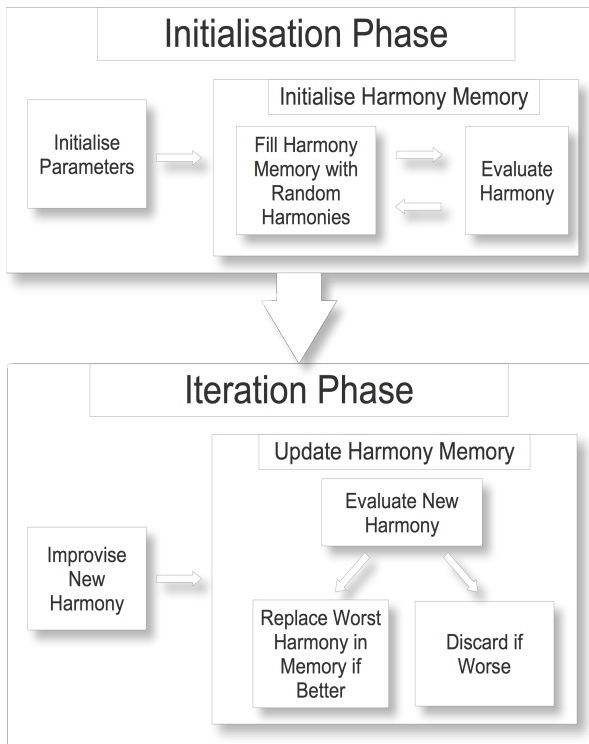 Initialisation Phase
Initialise Harmony Memory
Initialise
Parameters
Fill Harmony
Memory with
Random
Harmonies
Evaluate
Harmony
Iteration Phase
Update Harmony Memory
Evaluate New
Harmony
Improvise
New
Harmony
Replace Worst
Harmony in
Memory if
Better
Discard if
Worse